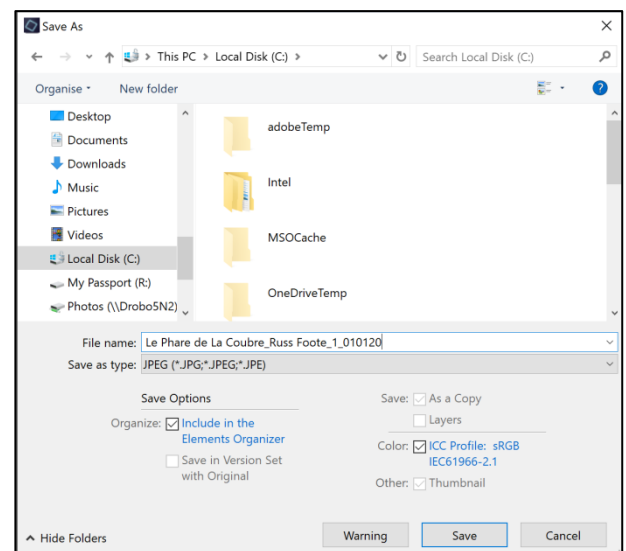 Save As
This PC > Local Disk (C:) >
Search Local Disk (C:)
Organise
New folder
Desktop
Documents
Downloads
Music
Pictures
Videos
Local Disk (C:)
My Passport (R:)
Photos (\\Drobo5N2)
adobeTemp
Intel
MSOCache
OneDriveTemp
File name: Le Phare de La Coubre_Russ Foote_1_010120
Save as type: JPEG (*.JPG;*.JPEG;*.JPE)
Save Options
Organize: Include in the
Elements Organizer
Save in Version Set
with Original
Save: As a Copy
Layers
Color: ICC Profile: sRGB
IEC61966-2.1
Other: Thumbnail
Hide Folders
Warning
Save
Cancel